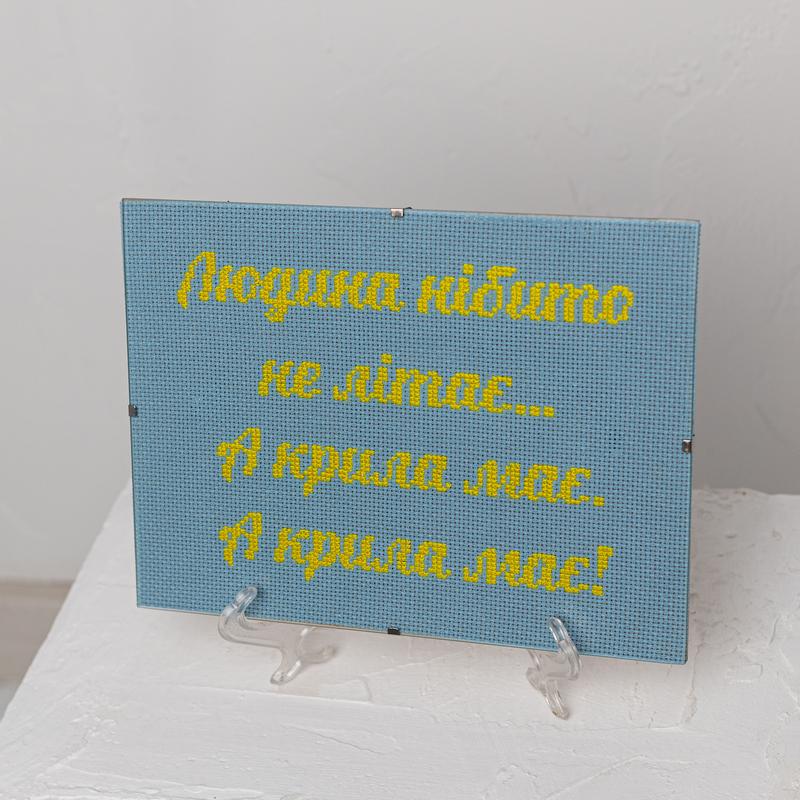 Людина нібито
не літає...
А крила має.
А крила має!